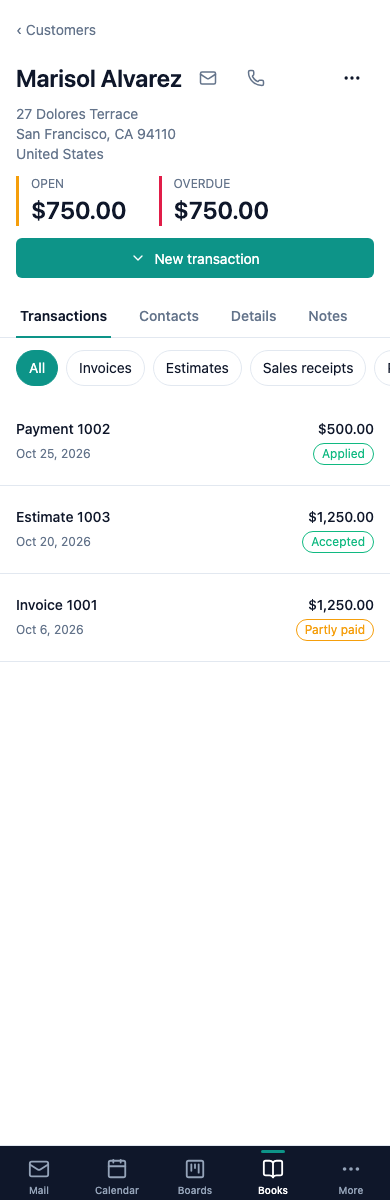 ‹ Customers
Marisol Alvarez
27 Dolores Terrace
San Francisco, CA 94110
United States
OPEN OVERDUE
$750.00 $750.00
New transaction
Transactions Contacts Details Notes
All Invoices Estimates Sales receipts
Payment 1002 $500.00
Oct 25, 2026 Applied
Estimate 1003 $1,250.00
Oct 20, 2026 Accepted
Invoice 1001 $1,250.00
Oct 6, 2026 Partly paid
Mail Calendar Boards Books More